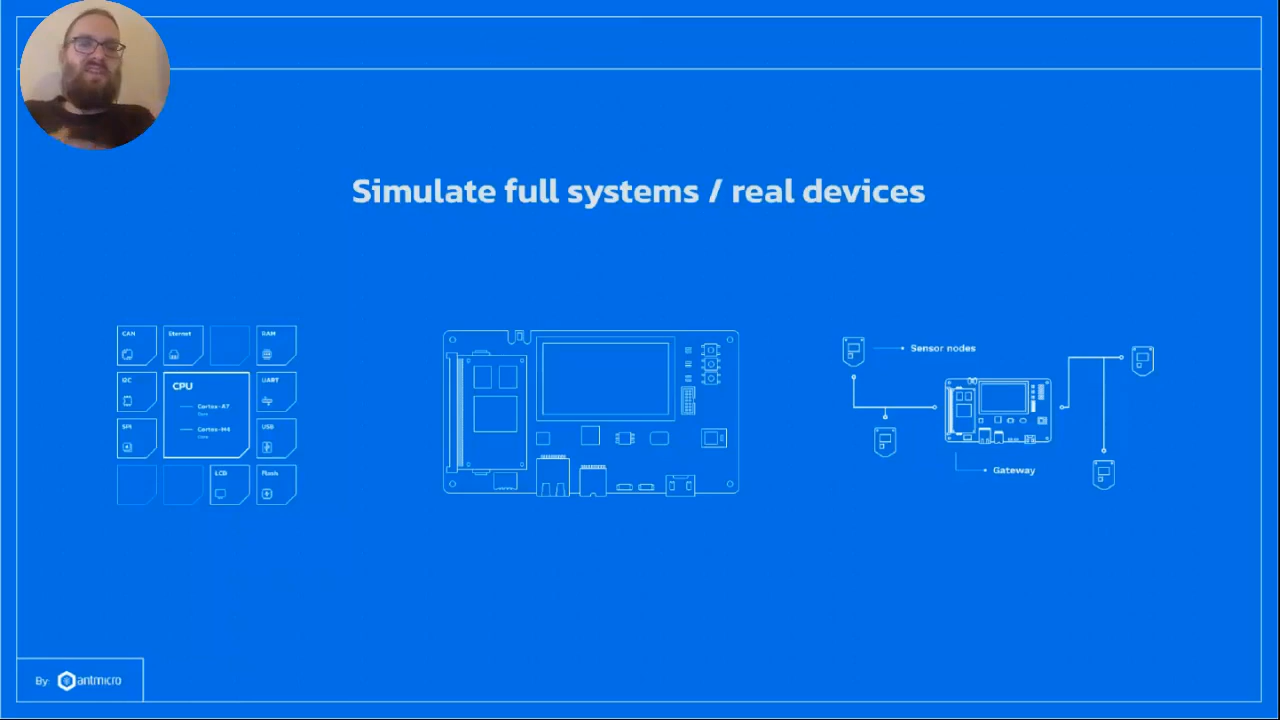 Simulate full systems / real devices
CAN
Eternet
RAM
I2C
CPU
Cortex-A7
Cortex-M4
UART
SPI
USB
LCD
Flash
Sensor nodes
Gateway
By: antmicro